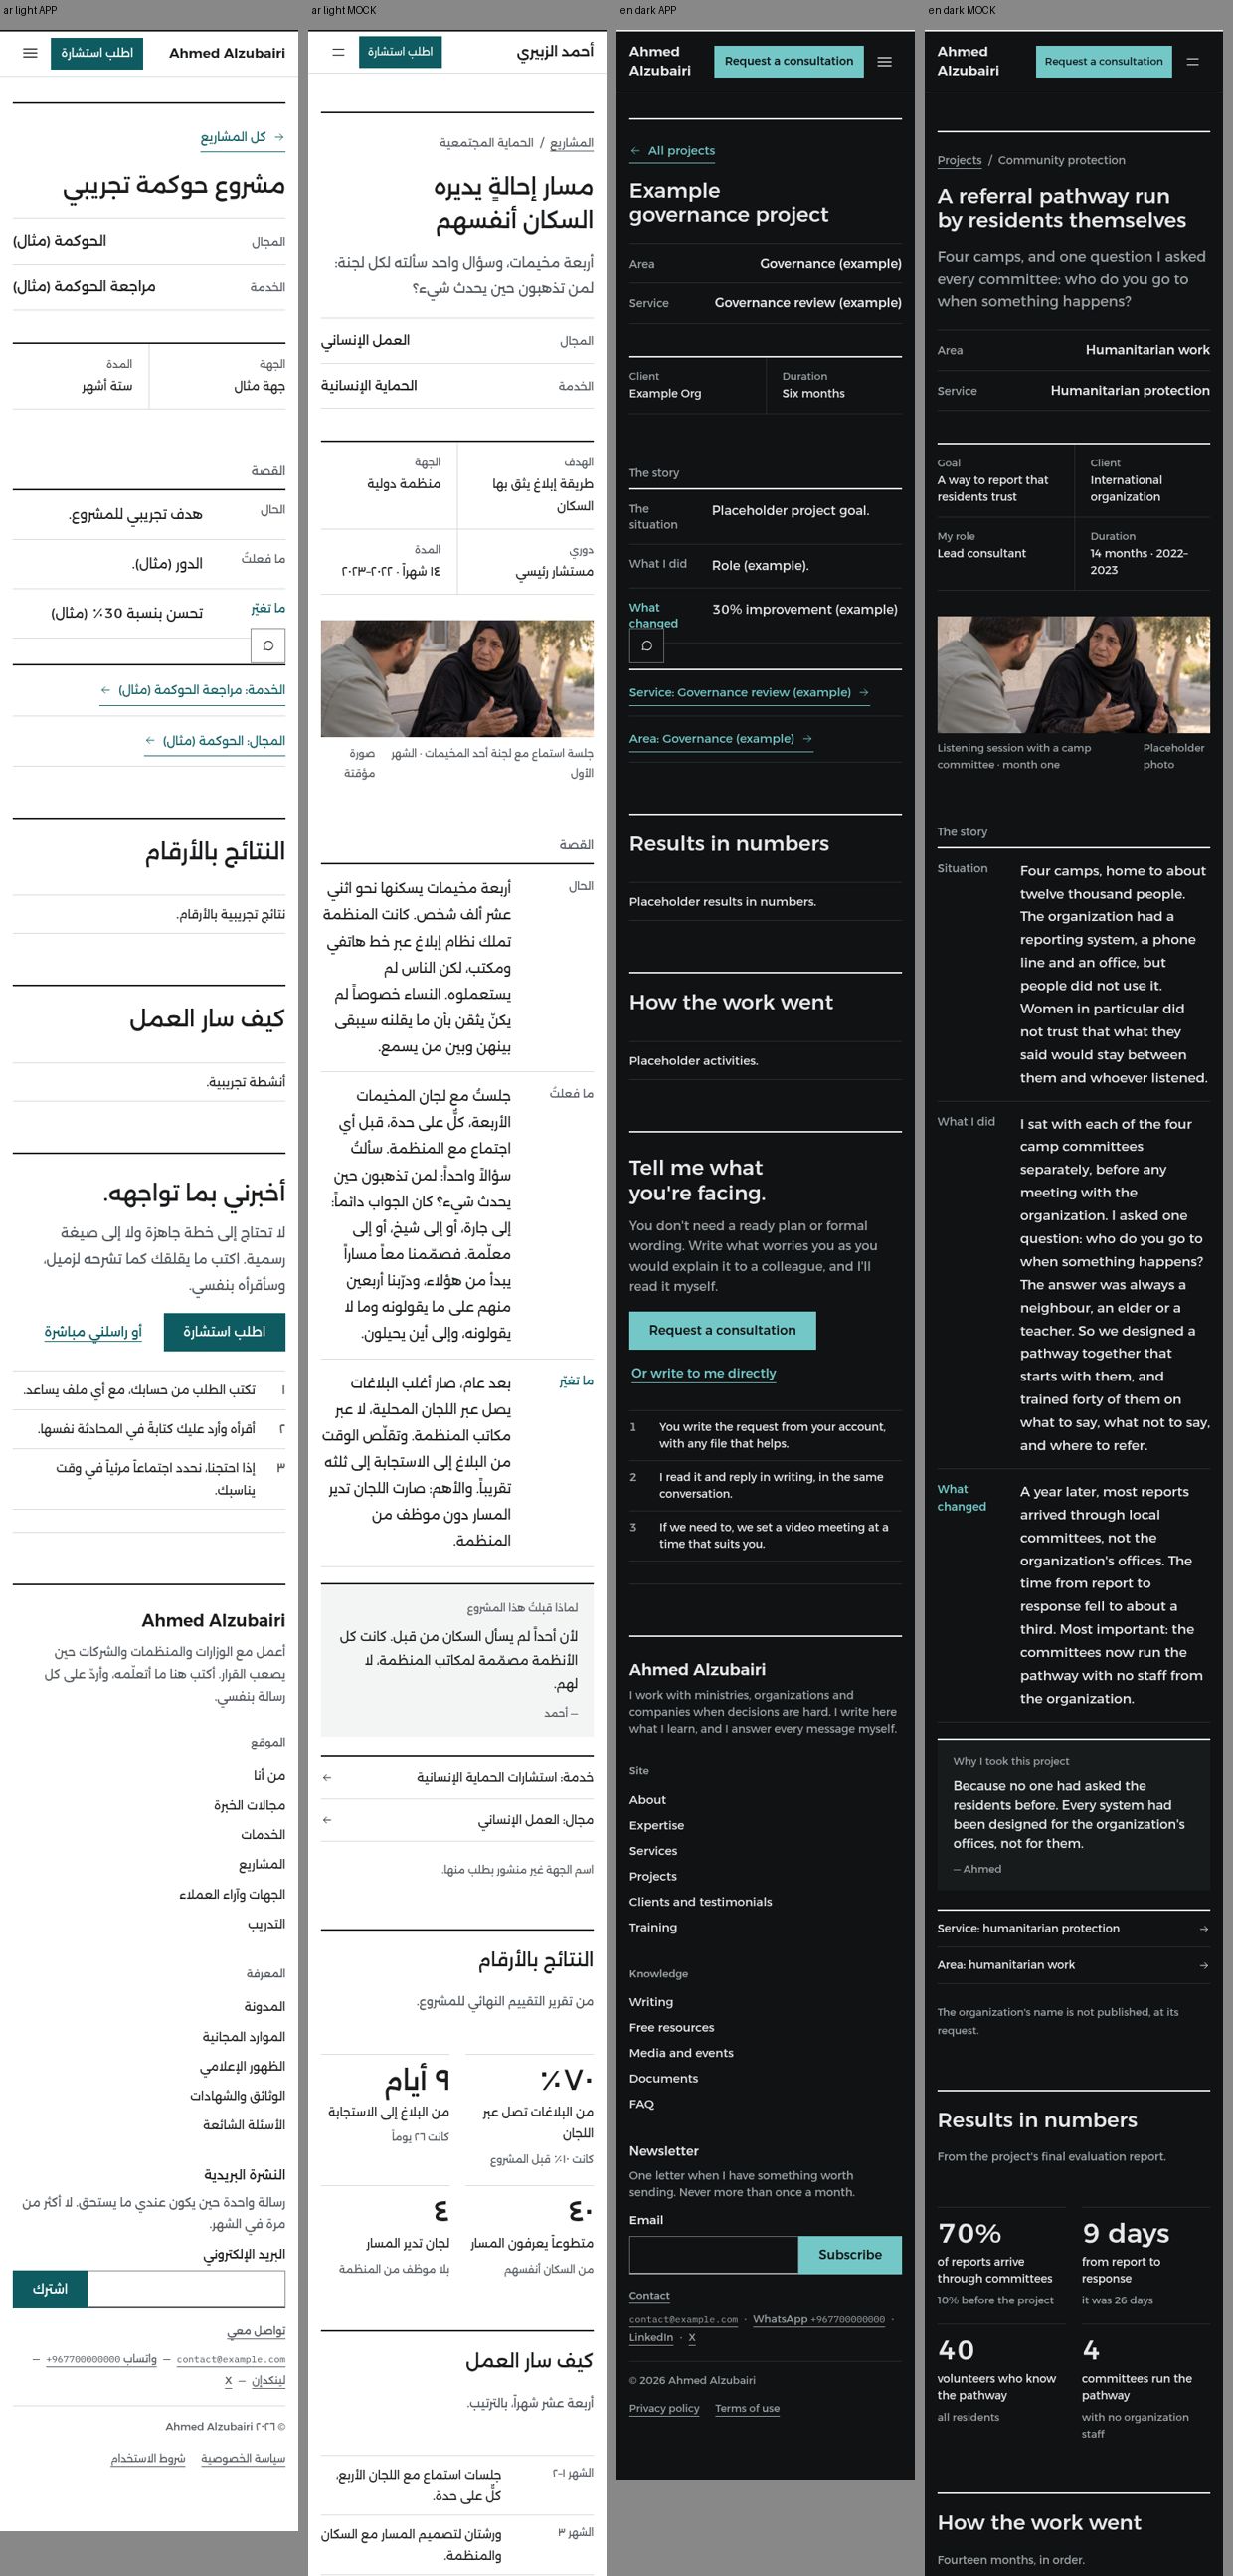 ar light APP
Ahmed Alzubairi
اطلب استشارة
→ كل المشاريع
مشروع حوكمة تجريبي
المجال
الحوكمة (مثال)
الخدمة
مراجعة الحوكمة (مثال)
الجهة
جهة مثال
المدة
ستة أشهر
القصة
الحال
هدف تجريبي للمشروع.
ما فعلتُ
الدور (مثال).
ما تغيّر
تحسن بنسبة 30٪ (مثال)
الخدمة: مراجعة الحوكمة (مثال) ←
المجال: الحوكمة (مثال) ←
النتائج بالأرقام
نتائج تجريبية بالأرقام.
كيف سار العمل
أنشطة تجريبية.
أخبرني بما تواجهه.
لا تحتاج إلى خطة جاهزة ولا إلى صيغة
رسمية. اكتب ما يقلقك كما تشرحه لزميل،
وسأقرأه بنفسي.
اطلب استشارة
أو راسلني مباشرة
١ تكتب الطلب من حسابك، مع أي ملف يساعد.
٢ أقرأه وأرد عليك كتابةً في المحادثة نفسها.
٣ إذا احتجنا، نحدد اجتماعاً مرئياً في وقت
يناسبك.
Ahmed Alzubairi
أعمل مع الوزارات والمنظمات والشركات حين
يصعب القرار. أكتب هنا ما أتعلّمه، وأردّ على كل
رسالة بنفسي.
الموقع
من أنا
مجالات الخبرة
الخدمات
المشاريع
الجهات وآراء العملاء
التدريب
المعرفة
المدونة
الموارد المجانية
الظهور الإعلامي
الوثائق والشهادات
الأسئلة الشائعة
النشرة البريدية
رسالة واحدة حين يكون عندي ما يستحق. لا أكثر من
مرة في الشهر.
البريد الإلكتروني
اشترك
تواصل معي
contact@example.com — واتساب +967700000000 —
لينكدإن — X
© ٢٠٢٦ Ahmed Alzubairi
سياسة الخصوصية
شروط الاستخدام
ar light MOCK
أحمد الزبيري
اطلب استشارة
المشاريع / الحماية المجتمعية
مسار إحالةٍ يديره
السكان أنفسهم
أربعة مخيمات، وسؤال واحد سألته لكل لجنة:
لمن تذهبون حين يحدث شيء؟
المجال
العمل الإنساني
الخدمة
الحماية الإنسانية
الهدف
طريقة إبلاغ يثق بها
السكان
الجهة
منظمة دولية
دوري
مستشار رئيسي
المدة
١٤ شهراً · ٢٠٢٢–٢٠٢٣
جلسة استماع مع لجنة أحد المخيمات · الشهر
الأول
صورة
مؤقتة
القصة
الحال
أربعة مخيمات يسكنها نحو اثني
عشر ألف شخص. كانت المنظمة
تملك نظام إبلاغ عبر خط هاتفي
ومكتب، لكن الناس لم
يستعملوه. النساء خصوصاً لم
يكنّ يثقن بأن ما يقلنه سيبقى
بينهن وبين من يسمع.
ما فعلتُ
جلستُ مع لجان المخيمات
الأربعة، كلٌّ على حدة، قبل أي
اجتماع مع المنظمة. سألتُ
سؤالاً واحداً: لمن تذهبون حين
يحدث شيء؟ كان الجواب دائماً:
إلى جارة، أو إلى شيخ، أو إلى
معلّمة. فصمّمنا معاً مساراً
يبدأ من هؤلاء، ودرّبنا أربعين
منهم على ما يقولونه وما لا
يقولونه، وإلى أين يحيلون.
ما تغيّر
بعد عام، صار أغلب البلاغات
يصل عبر اللجان المحلية، لا عبر
مكاتب المنظمة. وتقلّص الوقت
من البلاغ إلى الاستجابة إلى ثلثه
تقريباً. والأهم: صارت اللجان تدير
المسار دون موظف من
المنظمة.
لماذا قبلتُ هذا المشروع
لأن أحداً لم يسأل السكان من قبل. كانت كل
الأنظمة مصمّمة لمكاتب المنظمة، لا
لهم.
— أحمد
خدمة: استشارات الحماية الإنسانية ←
مجال: العمل الإنساني ←
اسم الجهة غير منشور بطلب منها.
النتائج بالأرقام
من تقرير التقييم النهائي للمشروع.
٧٠٪
من البلاغات تصل عبر
اللجان
كانت ١٠٪ قبل المشروع
٩ أيام
من البلاغ إلى الاستجابة
كانت ٢٦ يوماً
٤٠
متطوعاً يعرفون المسار
من السكان أنفسهم
٤
لجان تدير المسار
بلا موظف من المنظمة
كيف سار العمل
أربعة عشر شهراً، بالترتيب.
الشهر ١–٢
جلسات استماع مع اللجان الأربع،
كلٌّ على حدة.
الشهر ٣
ورشتان لتصميم المسار مع السكان
والمنظمة.
en dark APP
Ahmed
Alzubairi
Request a consultation
← All projects
Example
governance project
Area
Governance (example)
Service
Governance review (example)
Client
Example Org
Duration
Six months
The story
The
situation
Placeholder project goal.
What I did
Role (example).
What
changed
30% improvement (example)
Service: Governance review (example) →
Area: Governance (example) →
Results in numbers
Placeholder results in numbers.
How the work went
Placeholder activities.
Tell me what
you're facing.
You don't need a ready plan or formal
wording. Write what worries you as you
would explain it to a colleague, and I'll
read it myself.
Request a consultation
Or write to me directly
1 You write the request from your account,
with any file that helps.
2 I read it and reply in writing, in the same
conversation.
3 If we need to, we set a video meeting at a
time that suits you.
Ahmed Alzubairi
I work with ministries, organizations and
companies when decisions are hard. I write here
what I learn, and I answer every message myself.
Site
About
Expertise
Services
Projects
Clients and testimonials
Training
Knowledge
Writing
Free resources
Media and events
Documents
FAQ
Newsletter
One letter when I have something worth
sending. Never more than once a month.
Email
Subscribe
Contact
contact@example.com · WhatsApp +967700000000 ·
LinkedIn · X
© 2026 Ahmed Alzubairi
Privacy policy
Terms of use
en dark MOCK
Ahmed
Alzubairi
Request a consultation
Projects / Community protection
A referral pathway run
by residents themselves
Four camps, and one question I asked
every committee: who do you go to
when something happens?
Area
Humanitarian work
Service
Humanitarian protection
Goal
A way to report that
residents trust
Client
International
organization
My role
Lead consultant
Duration
14 months · 2022–
2023
Listening session with a camp
committee · month one
Placeholder
photo
The story
Situation
Four camps, home to about
twelve thousand people.
The organization had a
reporting system, a phone
line and an office, but
people did not use it.
Women in particular did
not trust that what they
said would stay between
them and whoever listened.
What I did
I sat with each of the four
camp committees
separately, before any
meeting with the
organization. I asked one
question: who do you go to
when something happens?
The answer was always a
neighbour, an elder or a
teacher. So we designed a
pathway together that
starts with them, and
trained forty of them on
what to say, what not to say,
and where to refer.
What
changed
A year later, most reports
arrived through local
committees, not the
organization's offices. The
time from report to
response fell to about a
third. Most important: the
committees now run the
pathway with no staff from
the organization.
Why I took this project
Because no one had asked the
residents before. Every system had
been designed for the organization's
offices, not for them.
— Ahmed
Service: humanitarian protection →
Area: humanitarian work →
The organization's name is not published, at its
request.
Results in numbers
From the project's final evaluation report.
70%
of reports arrive
through committees
10% before the project
9 days
from report to
response
it was 26 days
40
volunteers who know
the pathway
all residents
4
committees run the
pathway
with no organization
staff
How the work went
Fourteen months, in order.